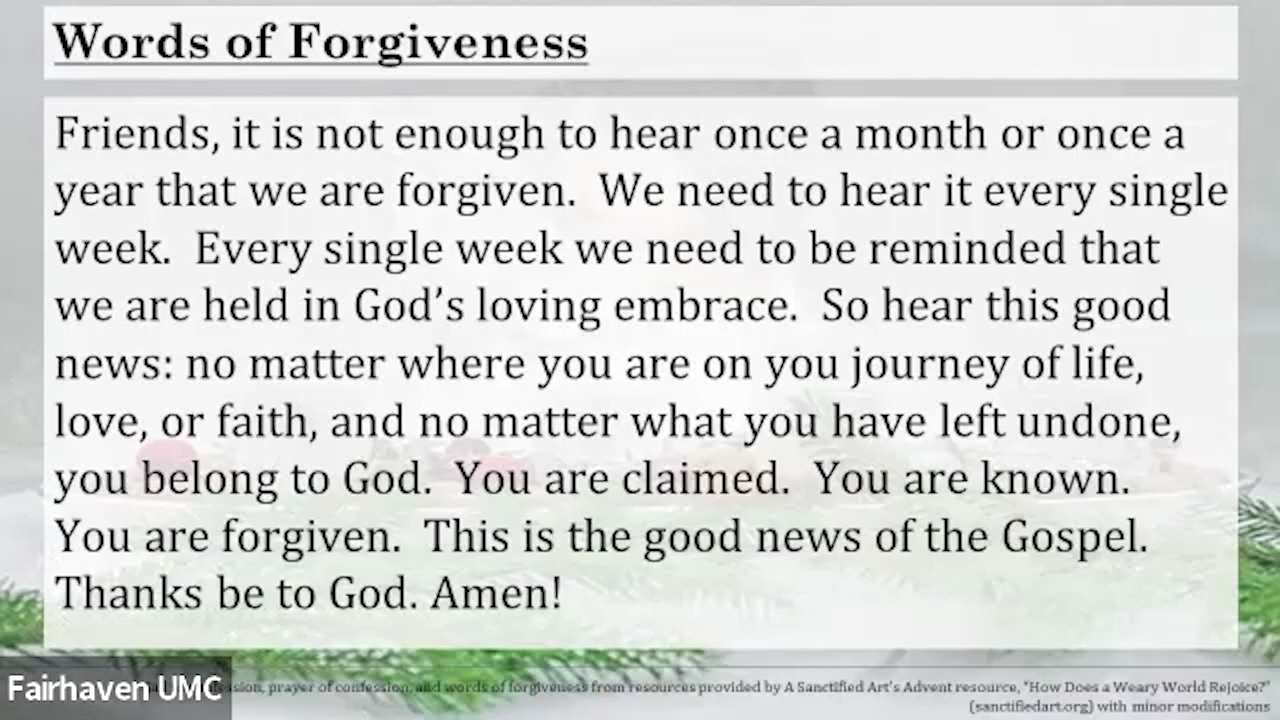 Words of Forgiveness
Friends, it is not enough to hear once a month or once a
year that we are forgiven.  We need to hear it every single
week.  Every single week we need to be reminded that
we are held in God’s loving embrace.  So hear this good
news: no matter where you are on you journey of life,
love, or faith, and no matter what you have left undone,
you belong to God.  You are claimed.  You are known.
You are forgiven.  This is the good news of the Gospel.
Thanks be to God. Amen!
Fairhaven UMC
prayer of confession, and words of forgiveness from resources provided by A Sanctified Art's Advent resource, "How Does a Weary World Rejoice?"
(sanctifiedart.org) with minor modifications